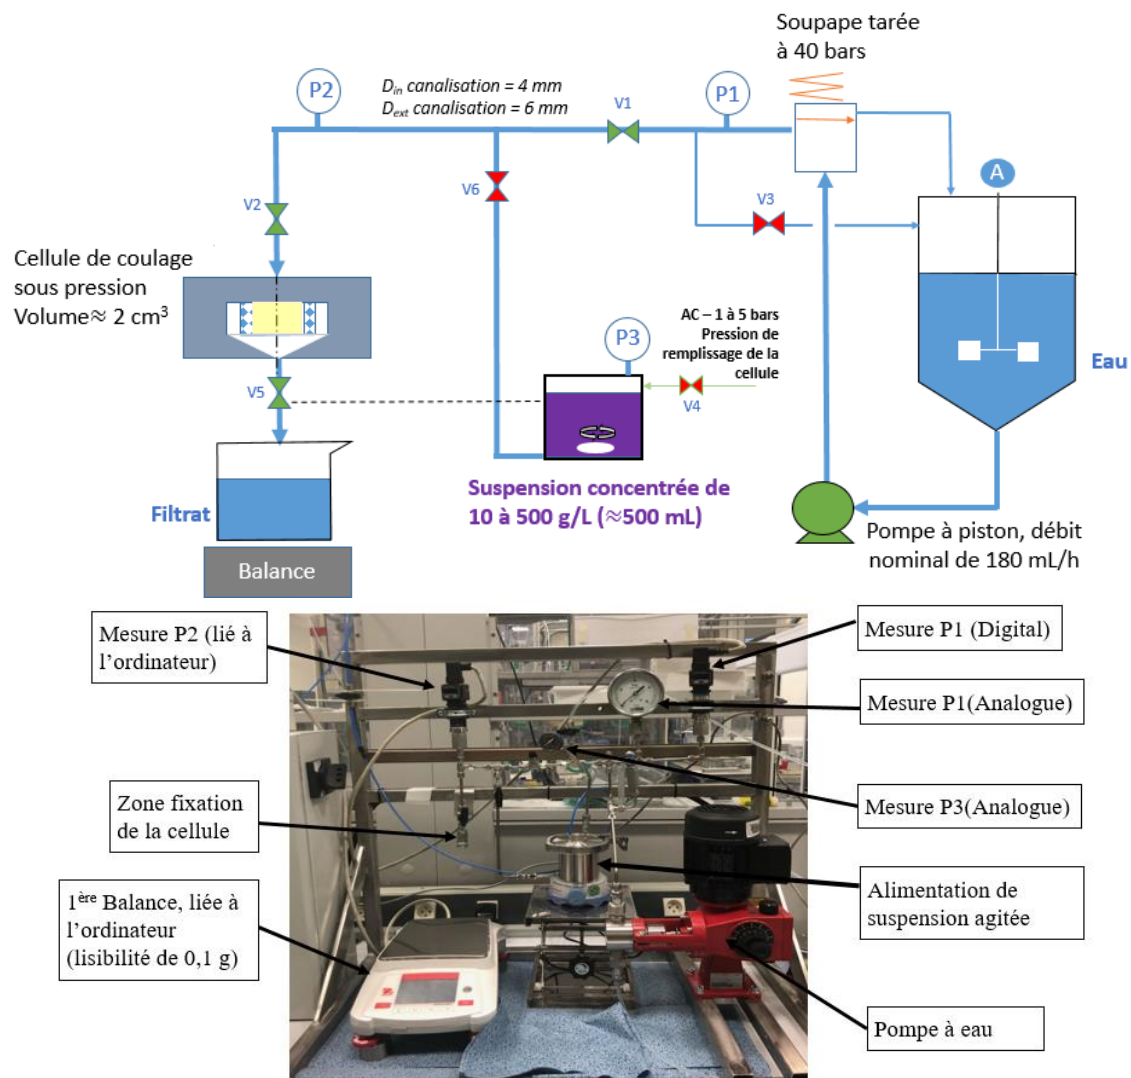 Soupape tarée
à 40 bars
P2
D_in canalisation = 4 mm
D_ext canalisation = 6 mm
V1
P1
V6
V3
A
V2
Cellule de coulage
sous pression
Volume≈ 2 cm³
AC – 1 à 5 bars
Pression de
remplissage de la
cellule
P3
V4
Eau
V5
Suspension concentrée de
10 à 500 g/L (≈500 mL)
Filtrat
Pompe à piston, débit
nominal de 180 mL/h
Balance
Mesure P2 (lié à
l’ordinateur)
Mesure P1 (Digital)
Mesure P1(Analogue)
Zone fixation
de la cellule
Mesure P3(Analogue)
1ère Balance, liée à
l’ordinateur
(lisibilité de 0,1 g)
Alimentation de
suspension agitée
Pompe à eau